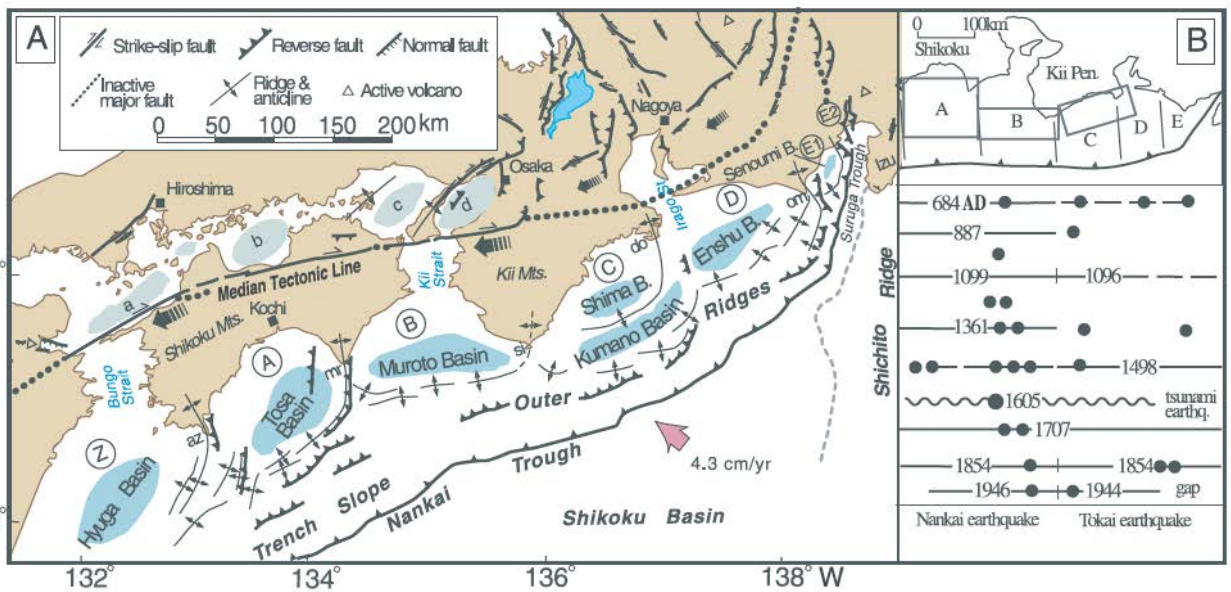 A
Strike-slip fault
Reverse fault
Normal fault
Inactive
major fault
Ridge &
anticline
Active volcano
0 50 100 150 200 km
Hiroshima
Osaka
Nagoya
Senoumi B.
E1
E2
Izu
Suruga Trough
c
d
b
a
Median Tectonic Line
Kii
Strait
Kii Mts.
Irago St.
D
om
Enshu B.
do
C
Shima B.
Kumano Basin
Ridges
Shikoku Mts.
Kochi
B
Muroto Basin
si
A
m
Tosa
Basin
Bungo
Strait
az
Z
Hyuga Basin
Outer
Trench Slope
Nankai
Trough
4.3 cm/yr
Shikoku Basin
Shichito Ridge
132°
134°
136°
138° W
B
0 100km
Shikoku
Kii Pen.
A
B
C
D
E
684 AD
887
1099 1096
1361
1498
1605 tsunami
earthq.
1707
1854 1854
1946 1944 gap
Nankai earthquake Tokai earthquake